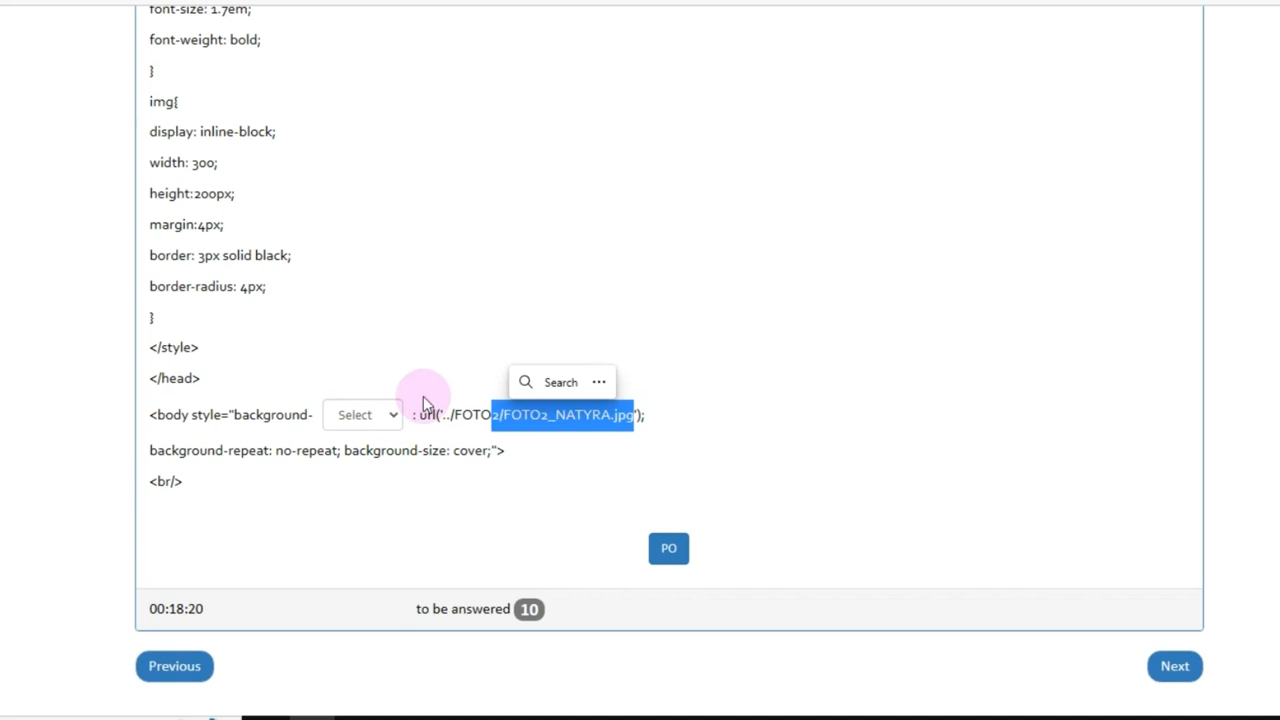 font-size: 1.7em;
font-weight: bold;
}
img{
display: inline-block;
width: 300;
height:200px;
margin:4px;
border: 3px solid black;
border-radius: 4px;
}
</style>
</head>
Search ...
<body style="background- Select : url('../FOTO2/FOTO2_NATYRA.jpg');
background-repeat: no-repeat; background-size: cover;">
<br/>
PO
00:18:20 to be answered 10
Previous Next